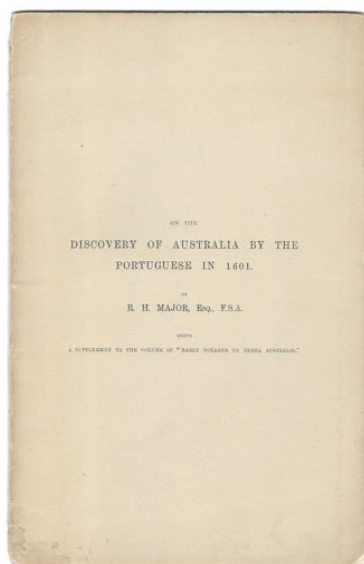 ON THE
DISCOVERY OF AUSTRALIA BY THE
PORTUGUESE IN 1601.
BY
R. H. MAJOR, Esq., F.S.A.
BEING
A SUPPLEMENT TO THE VOLUME OF "EARLY VOYAGES TO TERRA AUSTRALIS."